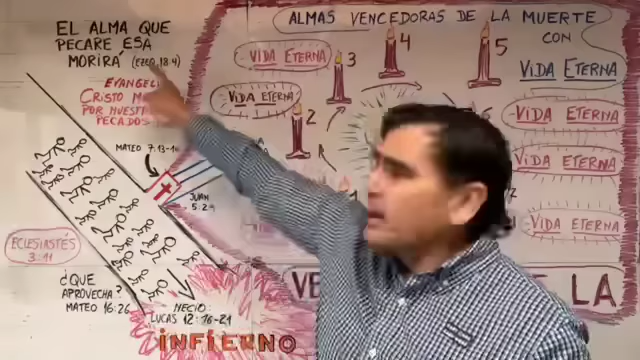 EL ALMA QUE
PECARE ESA
MORIRA (EZEQ. 18:4)
CRISTO
POR
PECADOS
MATEO 7:13-14
JUAN
5:24
ECLESIASTÉS
3:11
¿QUE
APROVECHA?
MATEO 16:26
NECIO
LUCAS 12:16-21
INFIERNO
ALMAS VENCEDORAS DE LA MUERTE
CON
VIDA ETERNA
VIDA ETERNA
VIDA ETERNA
VIDA ETERNA
VIDA ETERNA
VIDA ETERNA
2
3
4
5
LA